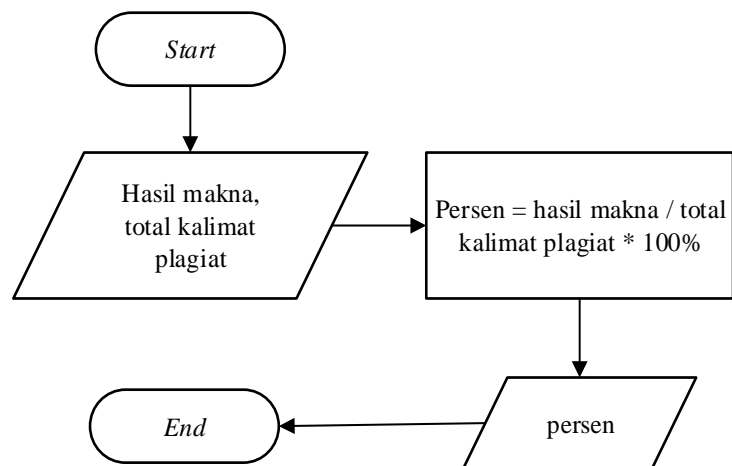 Start
Hasil makna,
total kalimat
plagiat
Persen = hasil makna / total
kalimat plagiat * 100%
persen
End